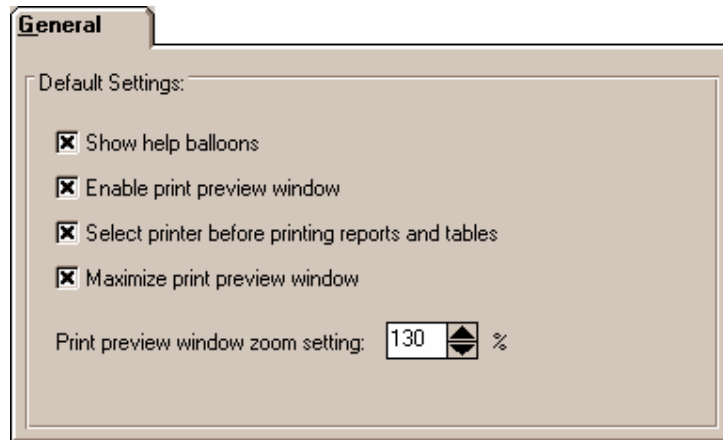 General
Default Settings:
Show help balloons
Enable print preview window
Select printer before printing reports and tables
Maximize print preview window
Print preview window zoom setting: 130 %